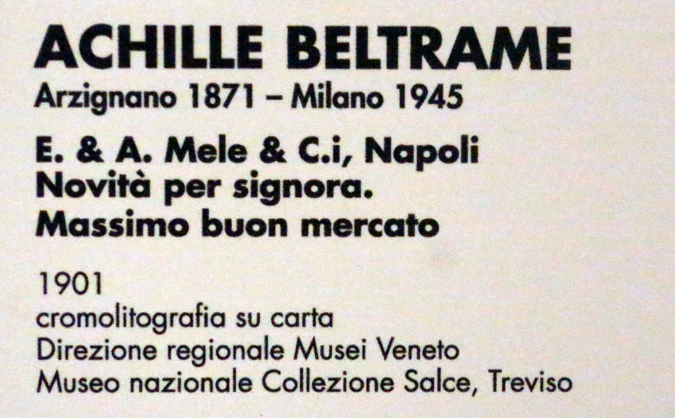 ACHILLE BELTRAME
Arzignano 1871 – Milano 1945
E. & A. Mele & C.i, Napoli
Novità per signora.
Massimo buon mercato
1901
cromolitografia su carta
Direzione regionale Musei Veneto
Museo nazionale Collezione Salce, Treviso